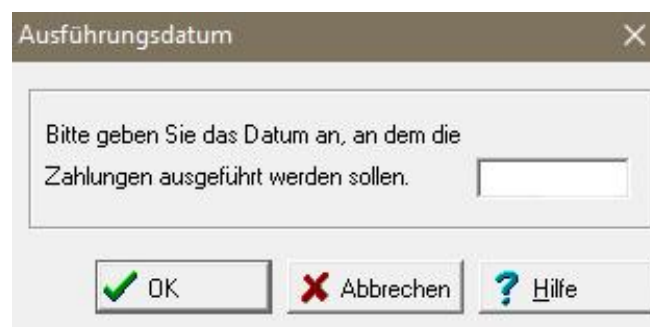 Ausführungsdatum
Bitte geben Sie das Datum an, an dem die
Zahlungen ausgeführt werden sollen.
OK
Abbrechen
Hilfe